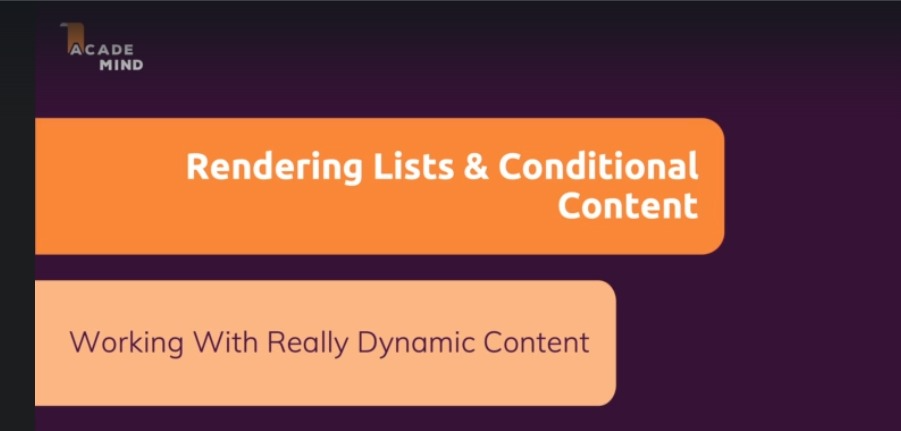 ACADE
MIND
Rendering Lists & Conditional
Content
Working With Really Dynamic Content